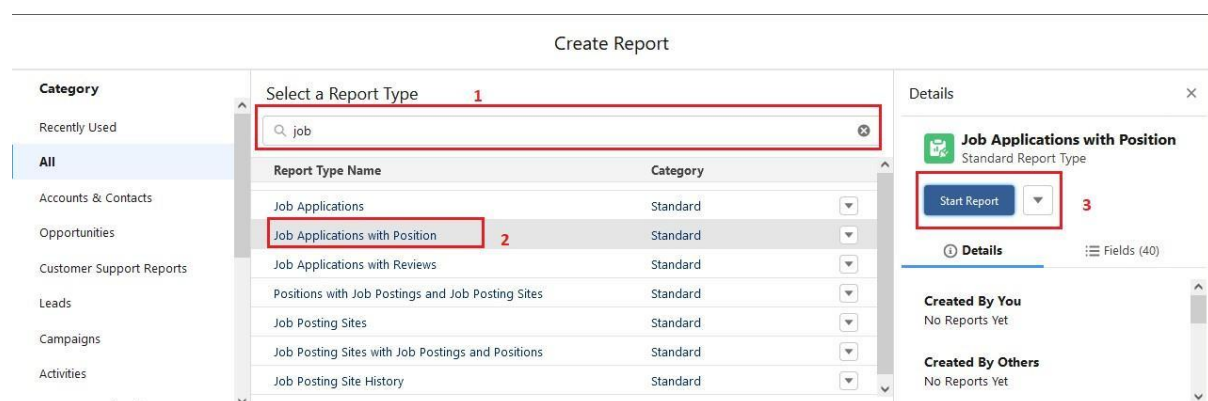 Create Report
Category
Recently Used
All
Accounts & Contacts
Opportunities
Customer Support Reports
Leads
Campaigns
Activities
Select a Report Type 1
job
Report Type Name Category
Job Applications Standard
Job Applications with Position 2 Standard
Job Applications with Reviews Standard
Positions with Job Postings and Job Posting Sites Standard
Job Posting Sites Standard
Job Posting Sites with Job Postings and Positions Standard
Job Posting Site History Standard
Details
Job Applications with Position
Standard Report Type
Start Report 3
Details Fields (40)
Created By You
No Reports Yet
Created By Others
No Reports Yet